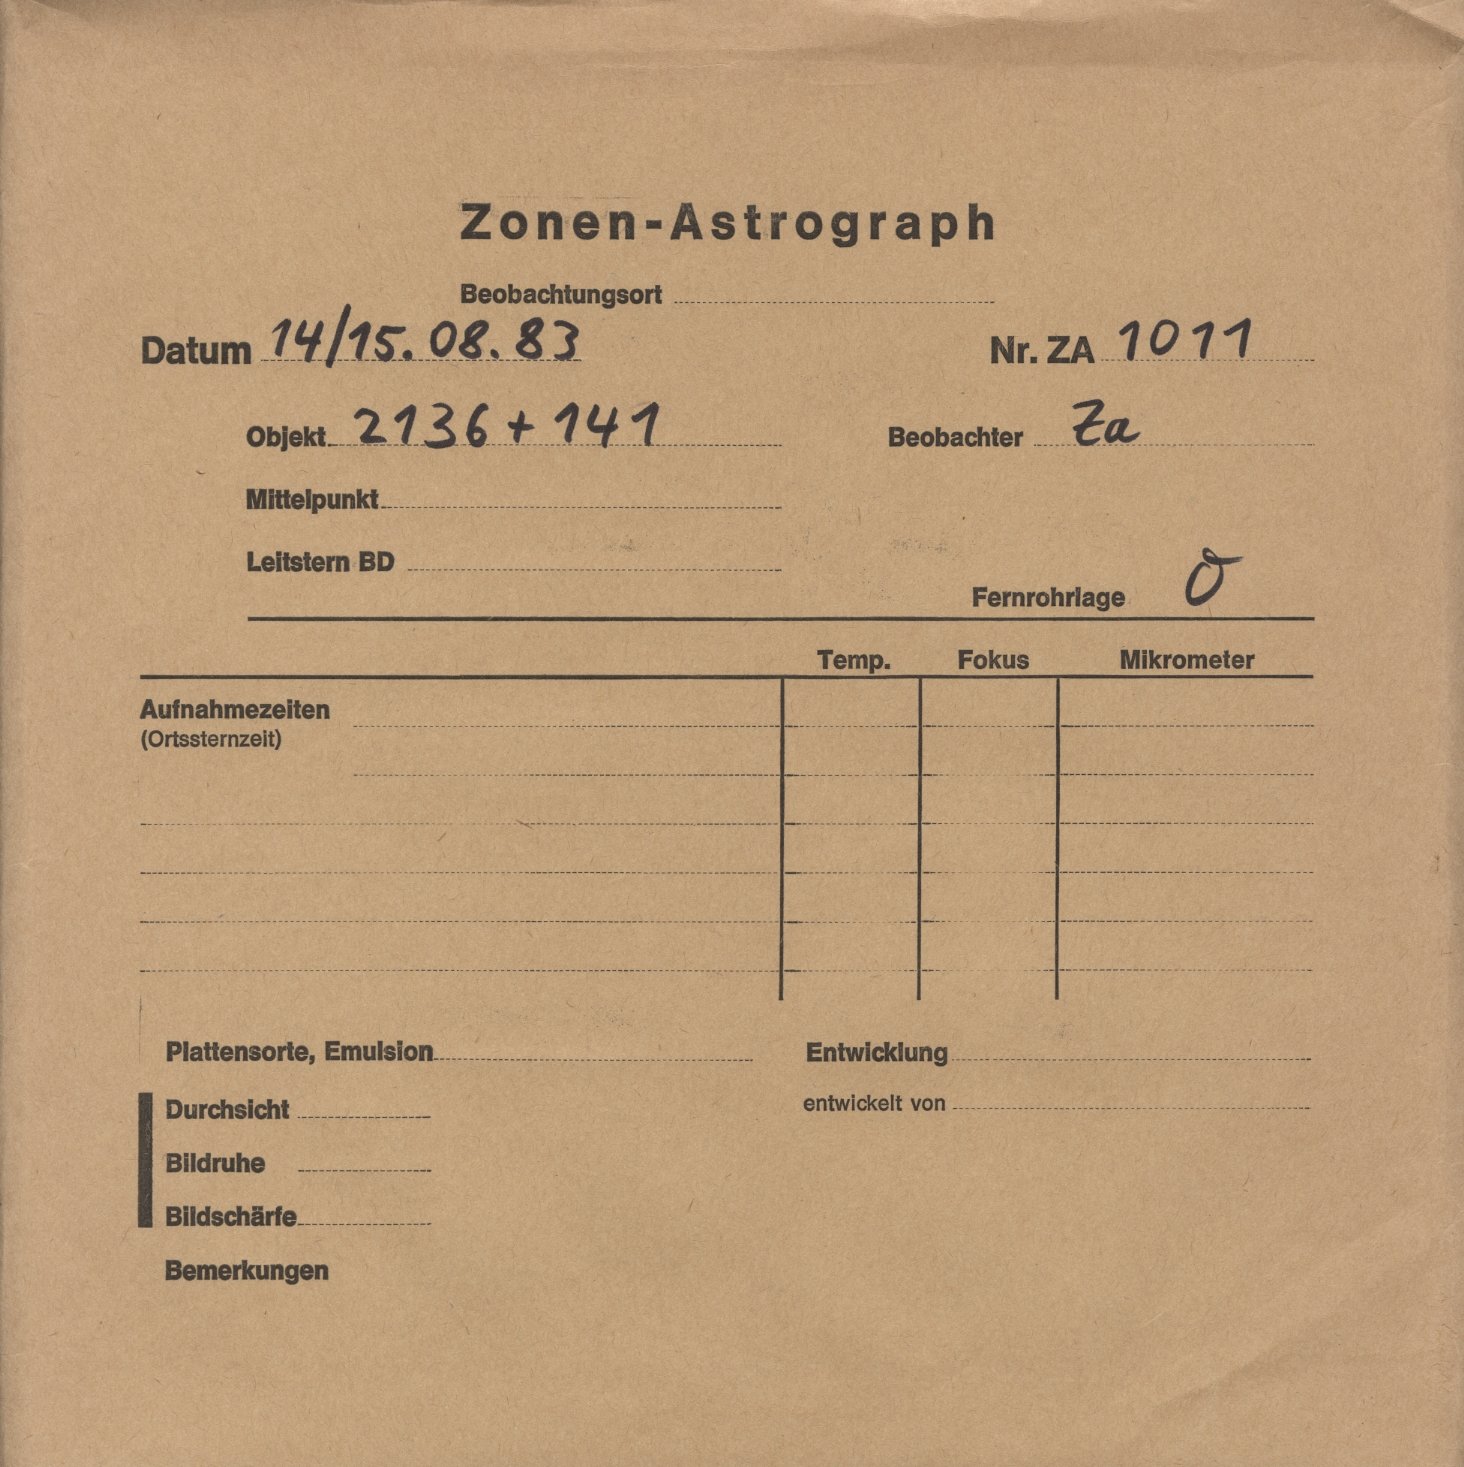 Zonen-Astrograph
Beobachtungsort
Datum 14/15. 08. 83 Nr. ZA 1011
Objekt 2136 + 141 Beobachter Za
Mittelpunkt
Leitstern BD
Fernrohrlage O
Temp. Fokus Mikrometer
Aufnahmezeiten
(Ortssternzeit)
Plattensorte, Emulsion Entwicklung
Durchsicht entwickelt von
Bildruhe
Bildschärfe
Bemerkungen